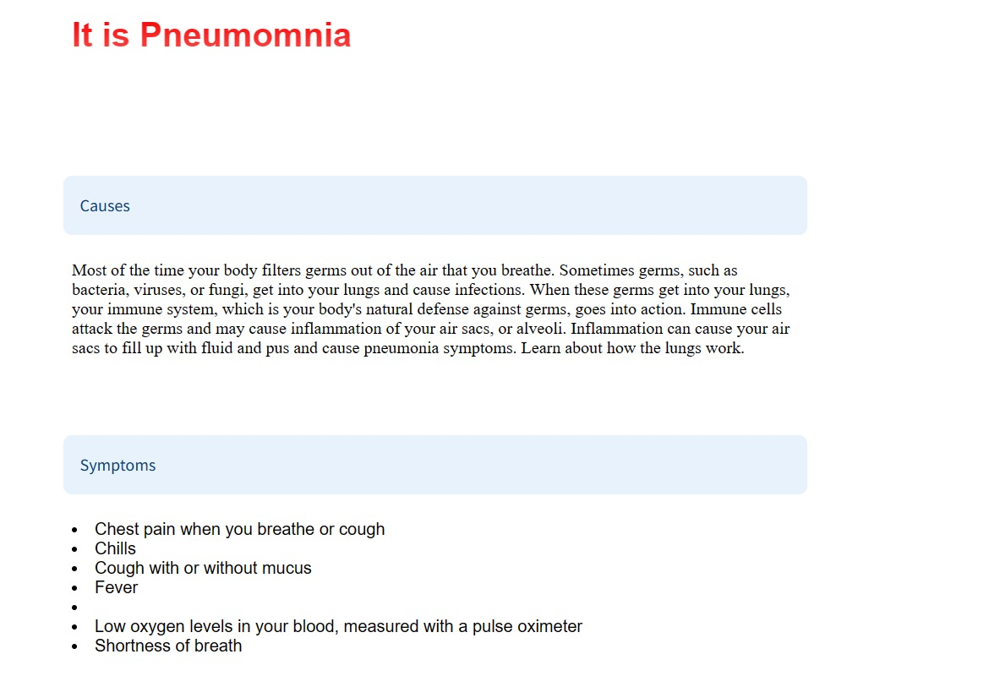 It is Pneumomnia
Causes
Most of the time your body filters germs out of the air that you breathe. Sometimes germs, such as
bacteria, viruses, or fungi, get into your lungs and cause infections. When these germs get into your lungs,
your immune system, which is your body's natural defense against germs, goes into action. Immune cells
attack the germs and may cause inflammation of your air sacs, or alveoli. Inflammation can cause your air
sacs to fill up with fluid and pus and cause pneumonia symptoms. Learn about how the lungs work.
Symptoms
• Chest pain when you breathe or cough
• Chills
• Cough with or without mucus
• Fever
•
• Low oxygen levels in your blood, measured with a pulse oximeter
• Shortness of breath